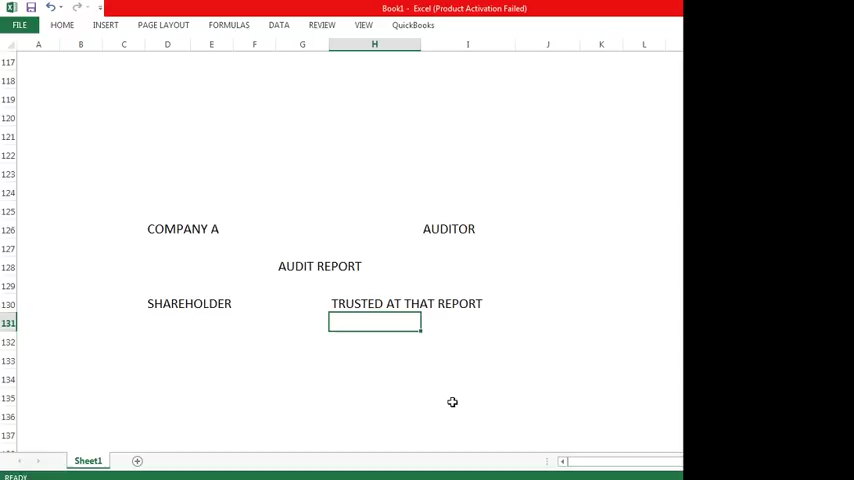 Book1 - Excel (Product Activation Failed)
FILE HOME INSERT PAGE LAYOUT FORMULAS DATA REVIEW VIEW QuickBooks
A B C D E F G H I J K L
117
118
119
120
121
122
123
124
125
126 COMPANY A AUDITOR
127
128 AUDIT REPORT
129
130 SHAREHOLDER TRUSTED AT THAT REPORT
131
132
133
134
135
136
137
Sheet1
READY